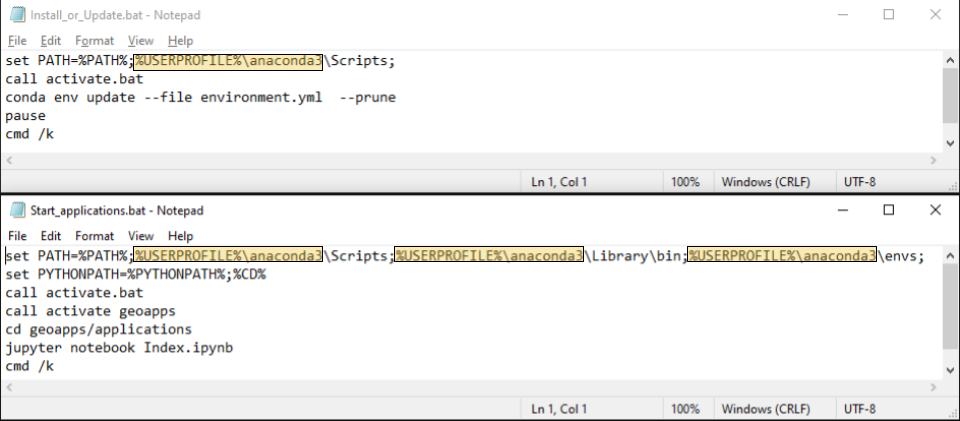 Install_or_Update.bat - Notepad
File Edit Format View Help
set PATH=%PATH%;%USERPROFILE%\anaconda3\Scripts;
call activate.bat
conda env update --file environment.yml  --prune
pause
cmd /k
Ln 1, Col 1 100% Windows (CRLF) UTF-8
Start_applications.bat - Notepad
File Edit Format View Help
set PATH=%PATH%;%USERPROFILE%\anaconda3\Scripts;%USERPROFILE%\anaconda3\Library\bin;%USERPROFILE%\anaconda3\envs;
set PYTHONPATH=%PYTHONPATH%;%CD%
call activate.bat
call activate geoapps
cd geoapps/applications
jupyter notebook Index.ipynb
cmd /k
Ln 1, Col 1 100% Windows (CRLF) UTF-8